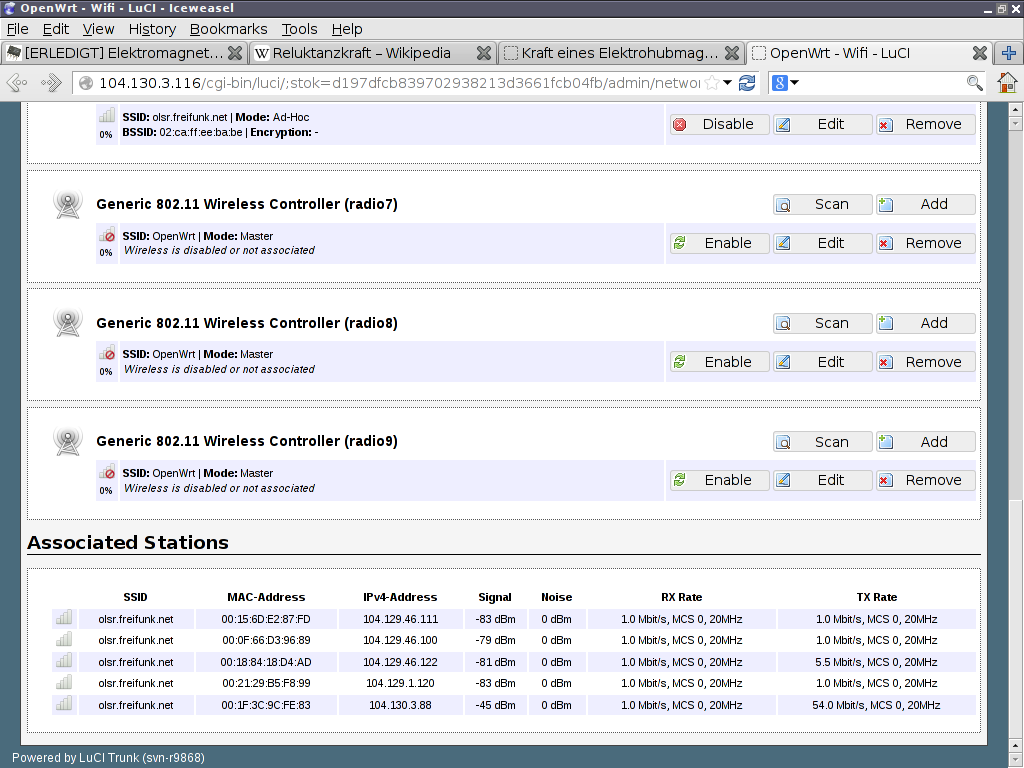 OpenWrt - Wifi - LuCI - Iceweasel
File Edit View History Bookmarks Tools Help
[ERLEDIGT] Elektromagnet... Reluktanzkraft – Wikipedia Kraft eines Elektrohubmag... OpenWrt - Wifi - LuCI
104.130.3.116/cgi-bin/luci/;stok=d197dfcb839702938213d3661fcb04fb/admin/networ
SSID: olsr.freifunk.net | Mode: Ad-Hoc
0% BSSID: 02:ca:ff:ee:ba:be | Encryption: -
Disable Edit Remove
Generic 802.11 Wireless Controller (radio7) Scan Add
SSID: OpenWrt | Mode: Master
0% Wireless is disabled or not associated
Enable Edit Remove
Generic 802.11 Wireless Controller (radio8) Scan Add
SSID: OpenWrt | Mode: Master
0% Wireless is disabled or not associated
Enable Edit Remove
Generic 802.11 Wireless Controller (radio9) Scan Add
SSID: OpenWrt | Mode: Master
0% Wireless is disabled or not associated
Enable Edit Remove
Associated Stations
SSID MAC-Address IPv4-Address Signal Noise RX Rate TX Rate
olsr.freifunk.net 00:15:6D:E2:87:FD 104.129.46.111 -83 dBm 0 dBm 1.0 Mbit/s, MCS 0, 20MHz 1.0 Mbit/s, MCS 0, 20MHz
olsr.freifunk.net 00:0F:66:D3:96:89 104.129.46.100 -79 dBm 0 dBm 1.0 Mbit/s, MCS 0, 20MHz 1.0 Mbit/s, MCS 0, 20MHz
olsr.freifunk.net 00:18:84:18:D4:AD 104.129.46.122 -81 dBm 0 dBm 1.0 Mbit/s, MCS 0, 20MHz 5.5 Mbit/s, MCS 0, 20MHz
olsr.freifunk.net 00:21:29:B5:F8:99 104.129.1.120 -83 dBm 0 dBm 1.0 Mbit/s, MCS 0, 20MHz 1.0 Mbit/s, MCS 0, 20MHz
olsr.freifunk.net 00:1F:3C:9C:FE:83 104.130.3.88 -45 dBm 0 dBm 1.0 Mbit/s, MCS 0, 20MHz 54.0 Mbit/s, MCS 0, 20MHz
Powered by LuCI Trunk (svn-r9868)